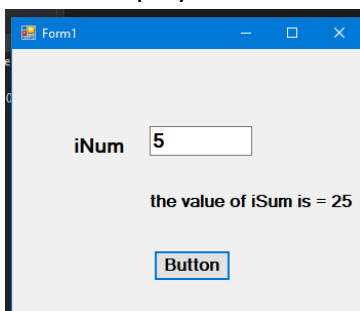 Form1
iNum 5
the value of iSum is = 25
Button